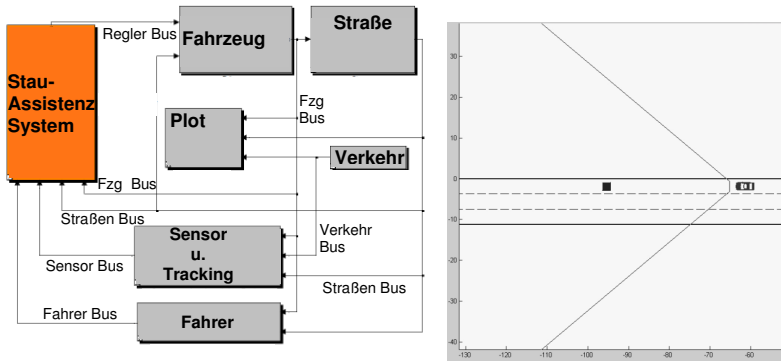 Regler Bus
Fahrzeug
Straße
Stau-
Assistenz
System
Fzg
Bus
Plot
Verkehr
Fzg Bus
Straßen Bus
Sensor
u.
Tracking
Verkehr
Bus
Sensor Bus
Straßen Bus
Fahrer Bus
Fahrer
30
20
10
0
-10
-20
-30
-40
-130
-120
-110
-100
-90
-80
-70
-60